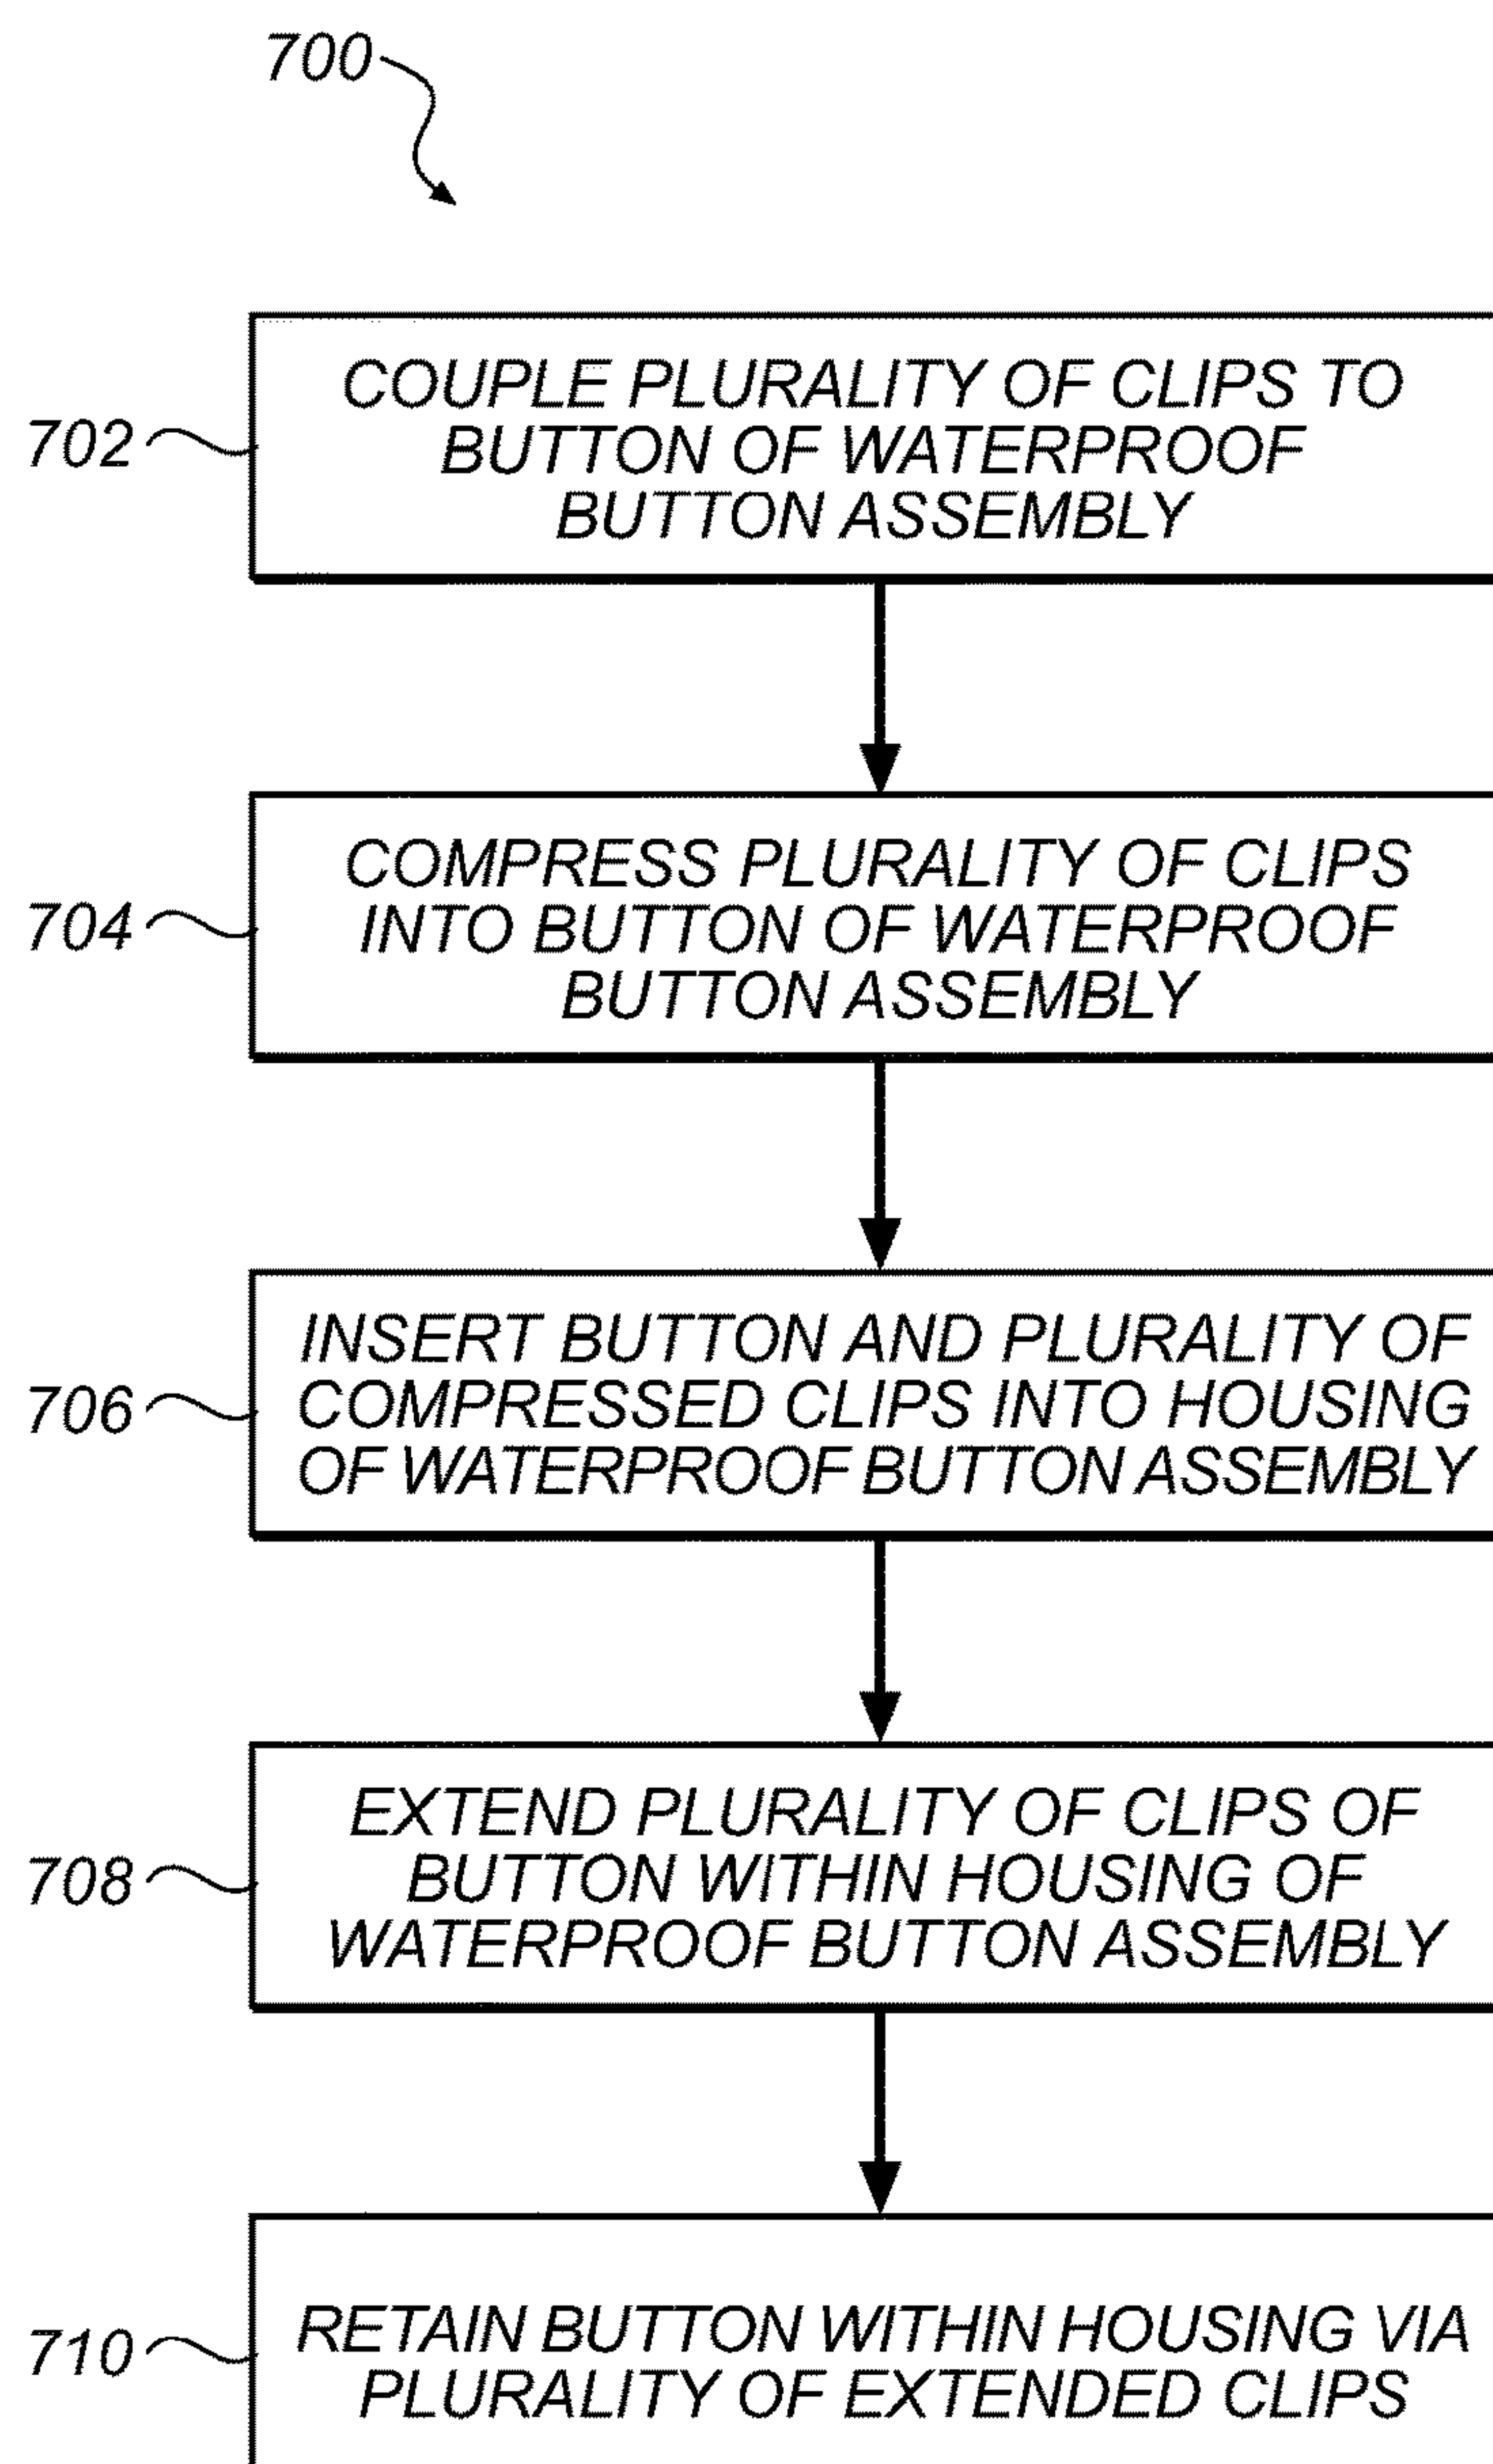 700
702
COUPLE PLURALITY OF CLIPS TO
BUTTON OF WATERPROOF
BUTTON ASSEMBLY
704
COMPRESS PLURALITY OF CLIPS
INTO BUTTON OF WATERPROOF
BUTTON ASSEMBLY
706
INSERT BUTTON AND PLURALITY OF
COMPRESSED CLIPS INTO HOUSING
OF WATERPROOF BUTTON ASSEMBLY
708
EXTEND PLURALITY OF CLIPS OF
BUTTON WITHIN HOUSING OF
WATERPROOF BUTTON ASSEMBLY
710
RETAIN BUTTON WITHIN HOUSING VIA
PLURALITY OF EXTENDED CLIPS